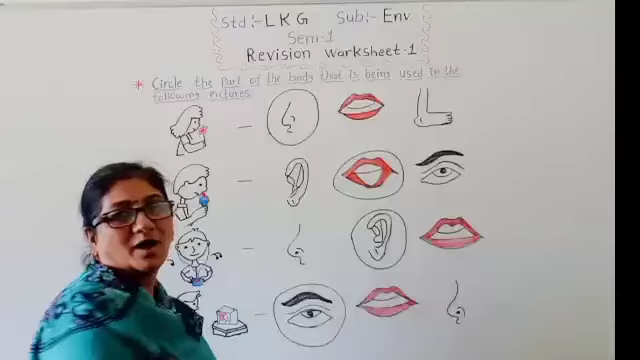 Std:- LKG Sub:- Env
Sem-1
Revision Worksheet-1
* Circle the Part of the body that is being used in the
following Pictures.